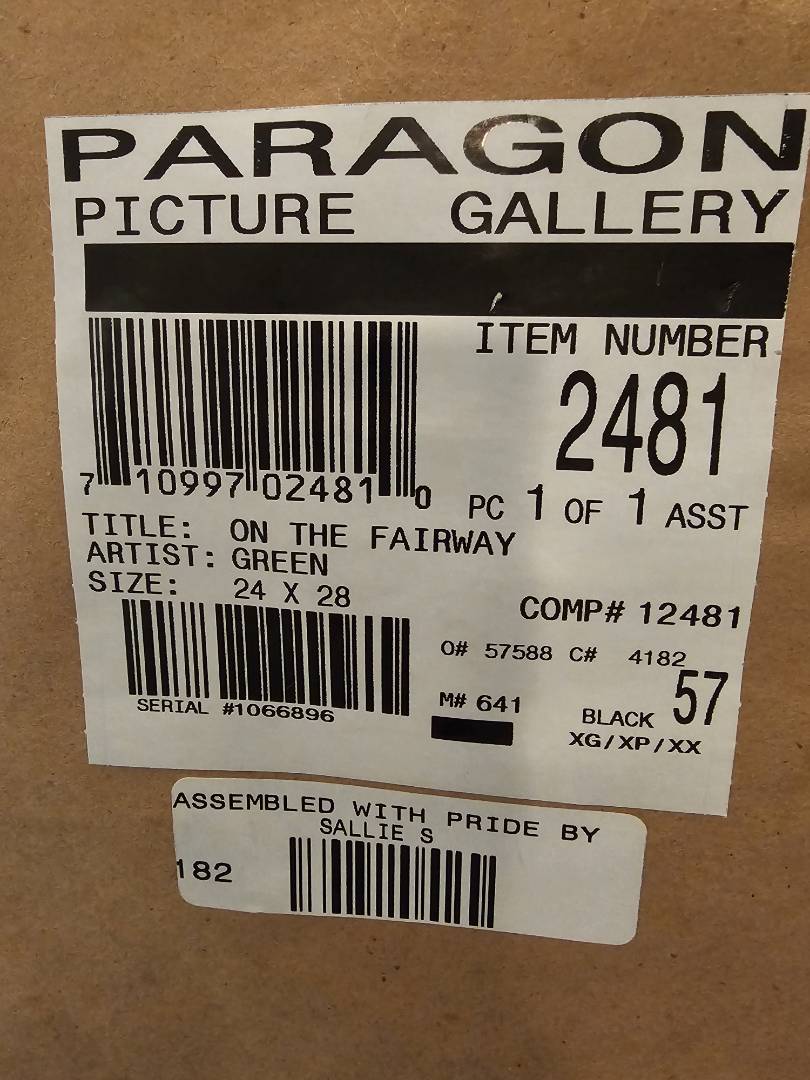 PARAGON
PICTURE GALLERY
ITEM NUMBER
2481
7 10997 02481 0
PC 1 OF 1 ASST
TITLE: ON THE FAIRWAY
ARTIST: GREEN
SIZE: 24 X 28
COMP# 12481
O# 57588 C# 4182
SERIAL #1066896
M# 641
BLACK 57
XG/XP/XX
ASSEMBLED WITH PRIDE BY
SALLIE S
182